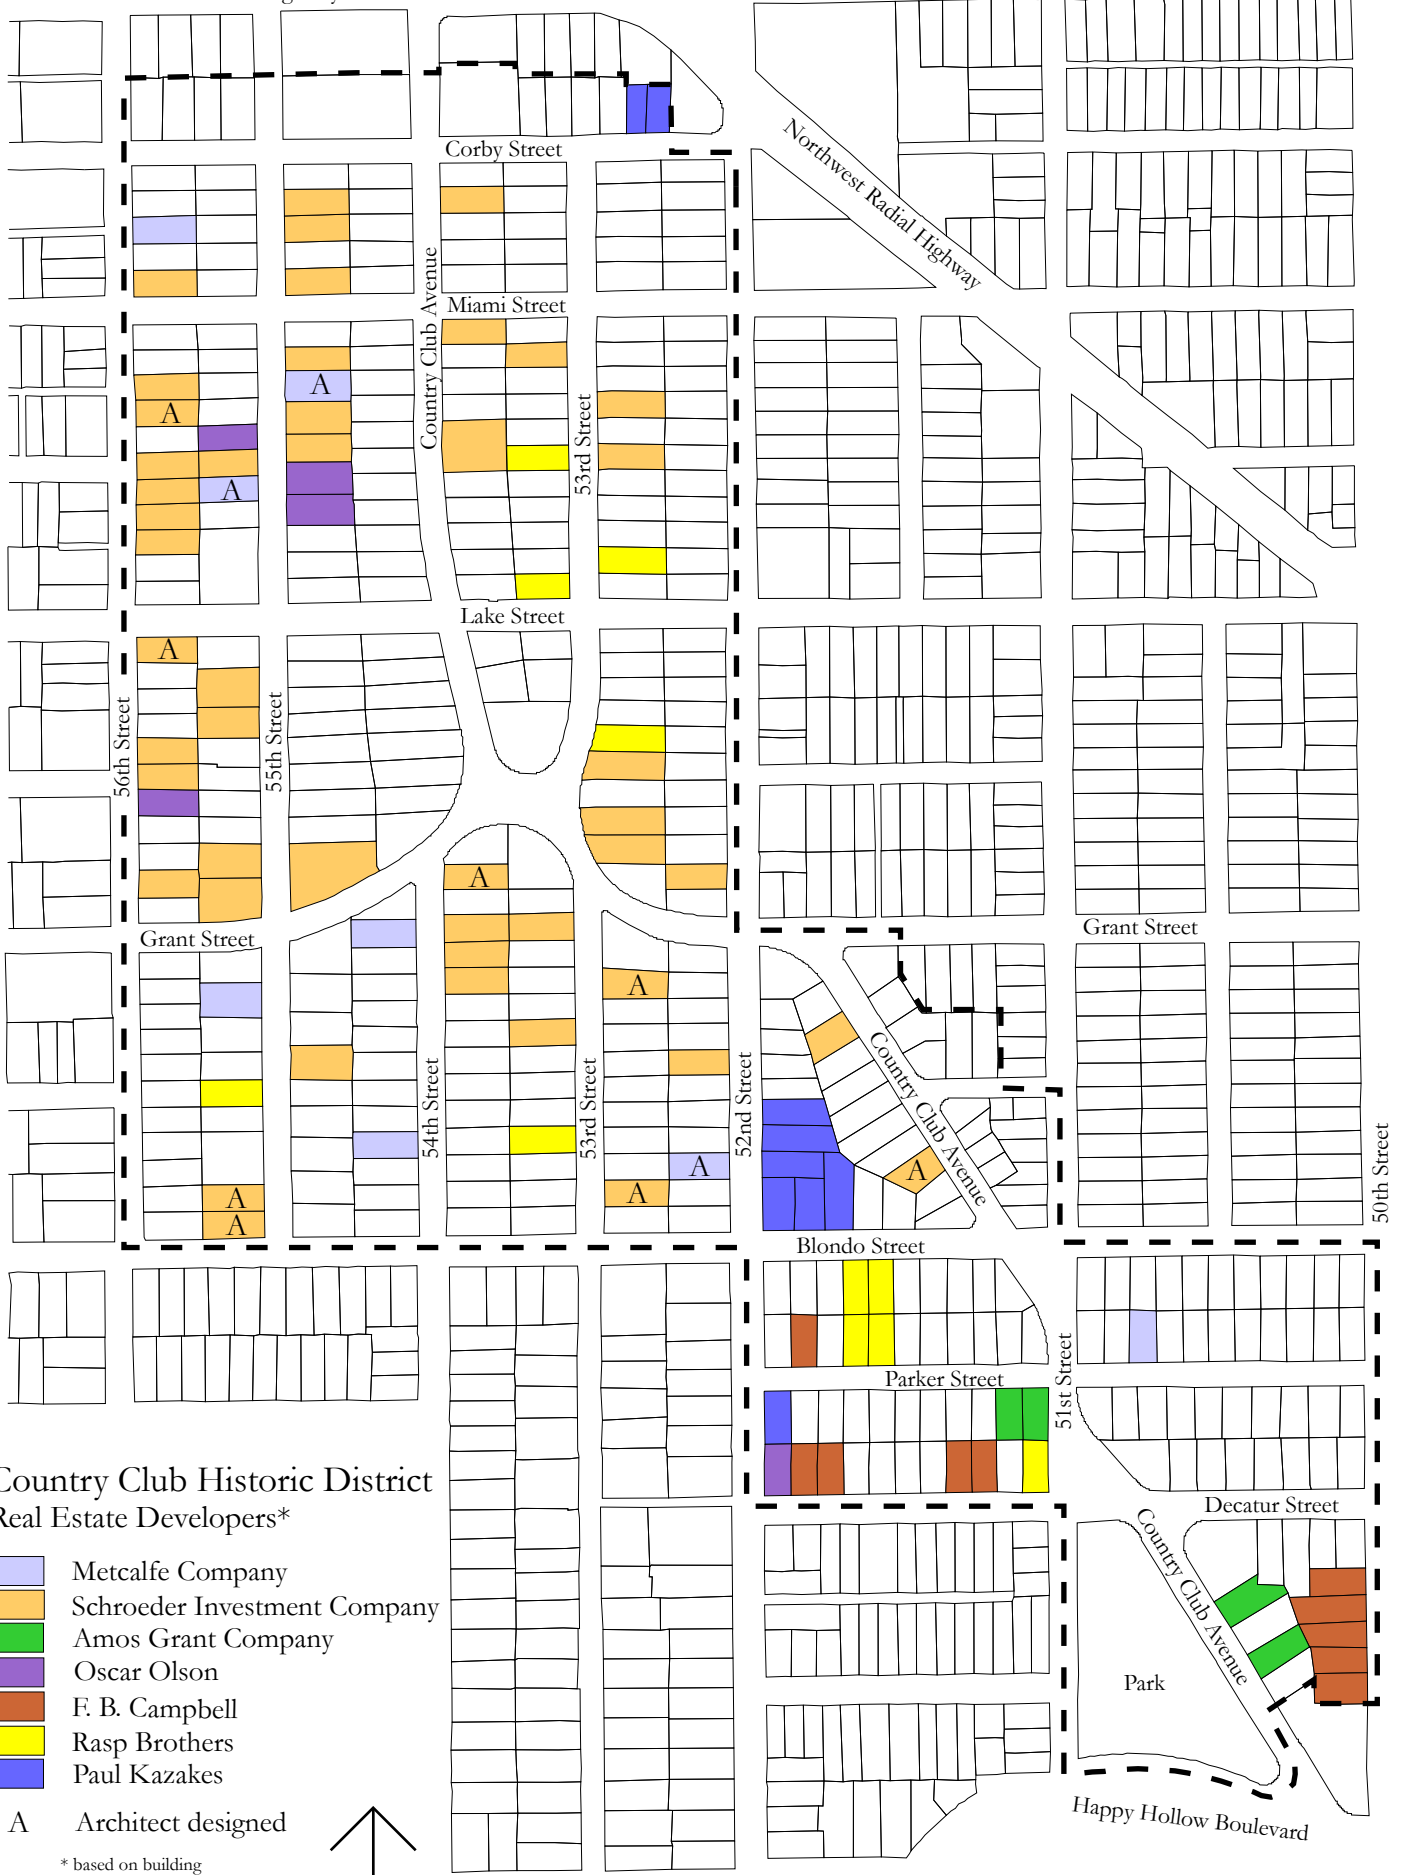 Corby Street
Northwest Radial Highway
Country Club Avenue
Miami Street
A
A
53rd Street
A
Lake Street
A
56th Street
55th Street
A
Grant Street
Grant Street
A
54th Street
53rd Street
52nd Street
Country Club Avenue
A
A
A
A
A
50th Street
Blondo Street
Parker Street
51st Street
Decatur Street
Country Club Avenue
Park
Happy Hollow Boulevard
Country Club Historic District
Real Estate Developers*
Metcalfe Company
Schroeder Investment Company
Amos Grant Company
Oscar Olson
F. B. Campbell
Rasp Brothers
Paul Kazakes
A Architect designed
* based on building